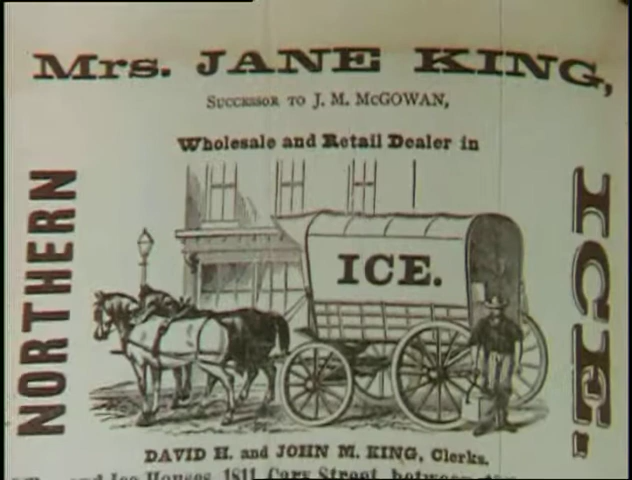 Mrs. JANE KING,
SUCCESSOR TO J. M. McGOWAN,
Wholesale and Retail Dealer in
NORTHERN
ICE.
ICE.
DAVID H. and JOHN M. KING, Clerks.
and Ice Houses, 1811 Cary Street, between